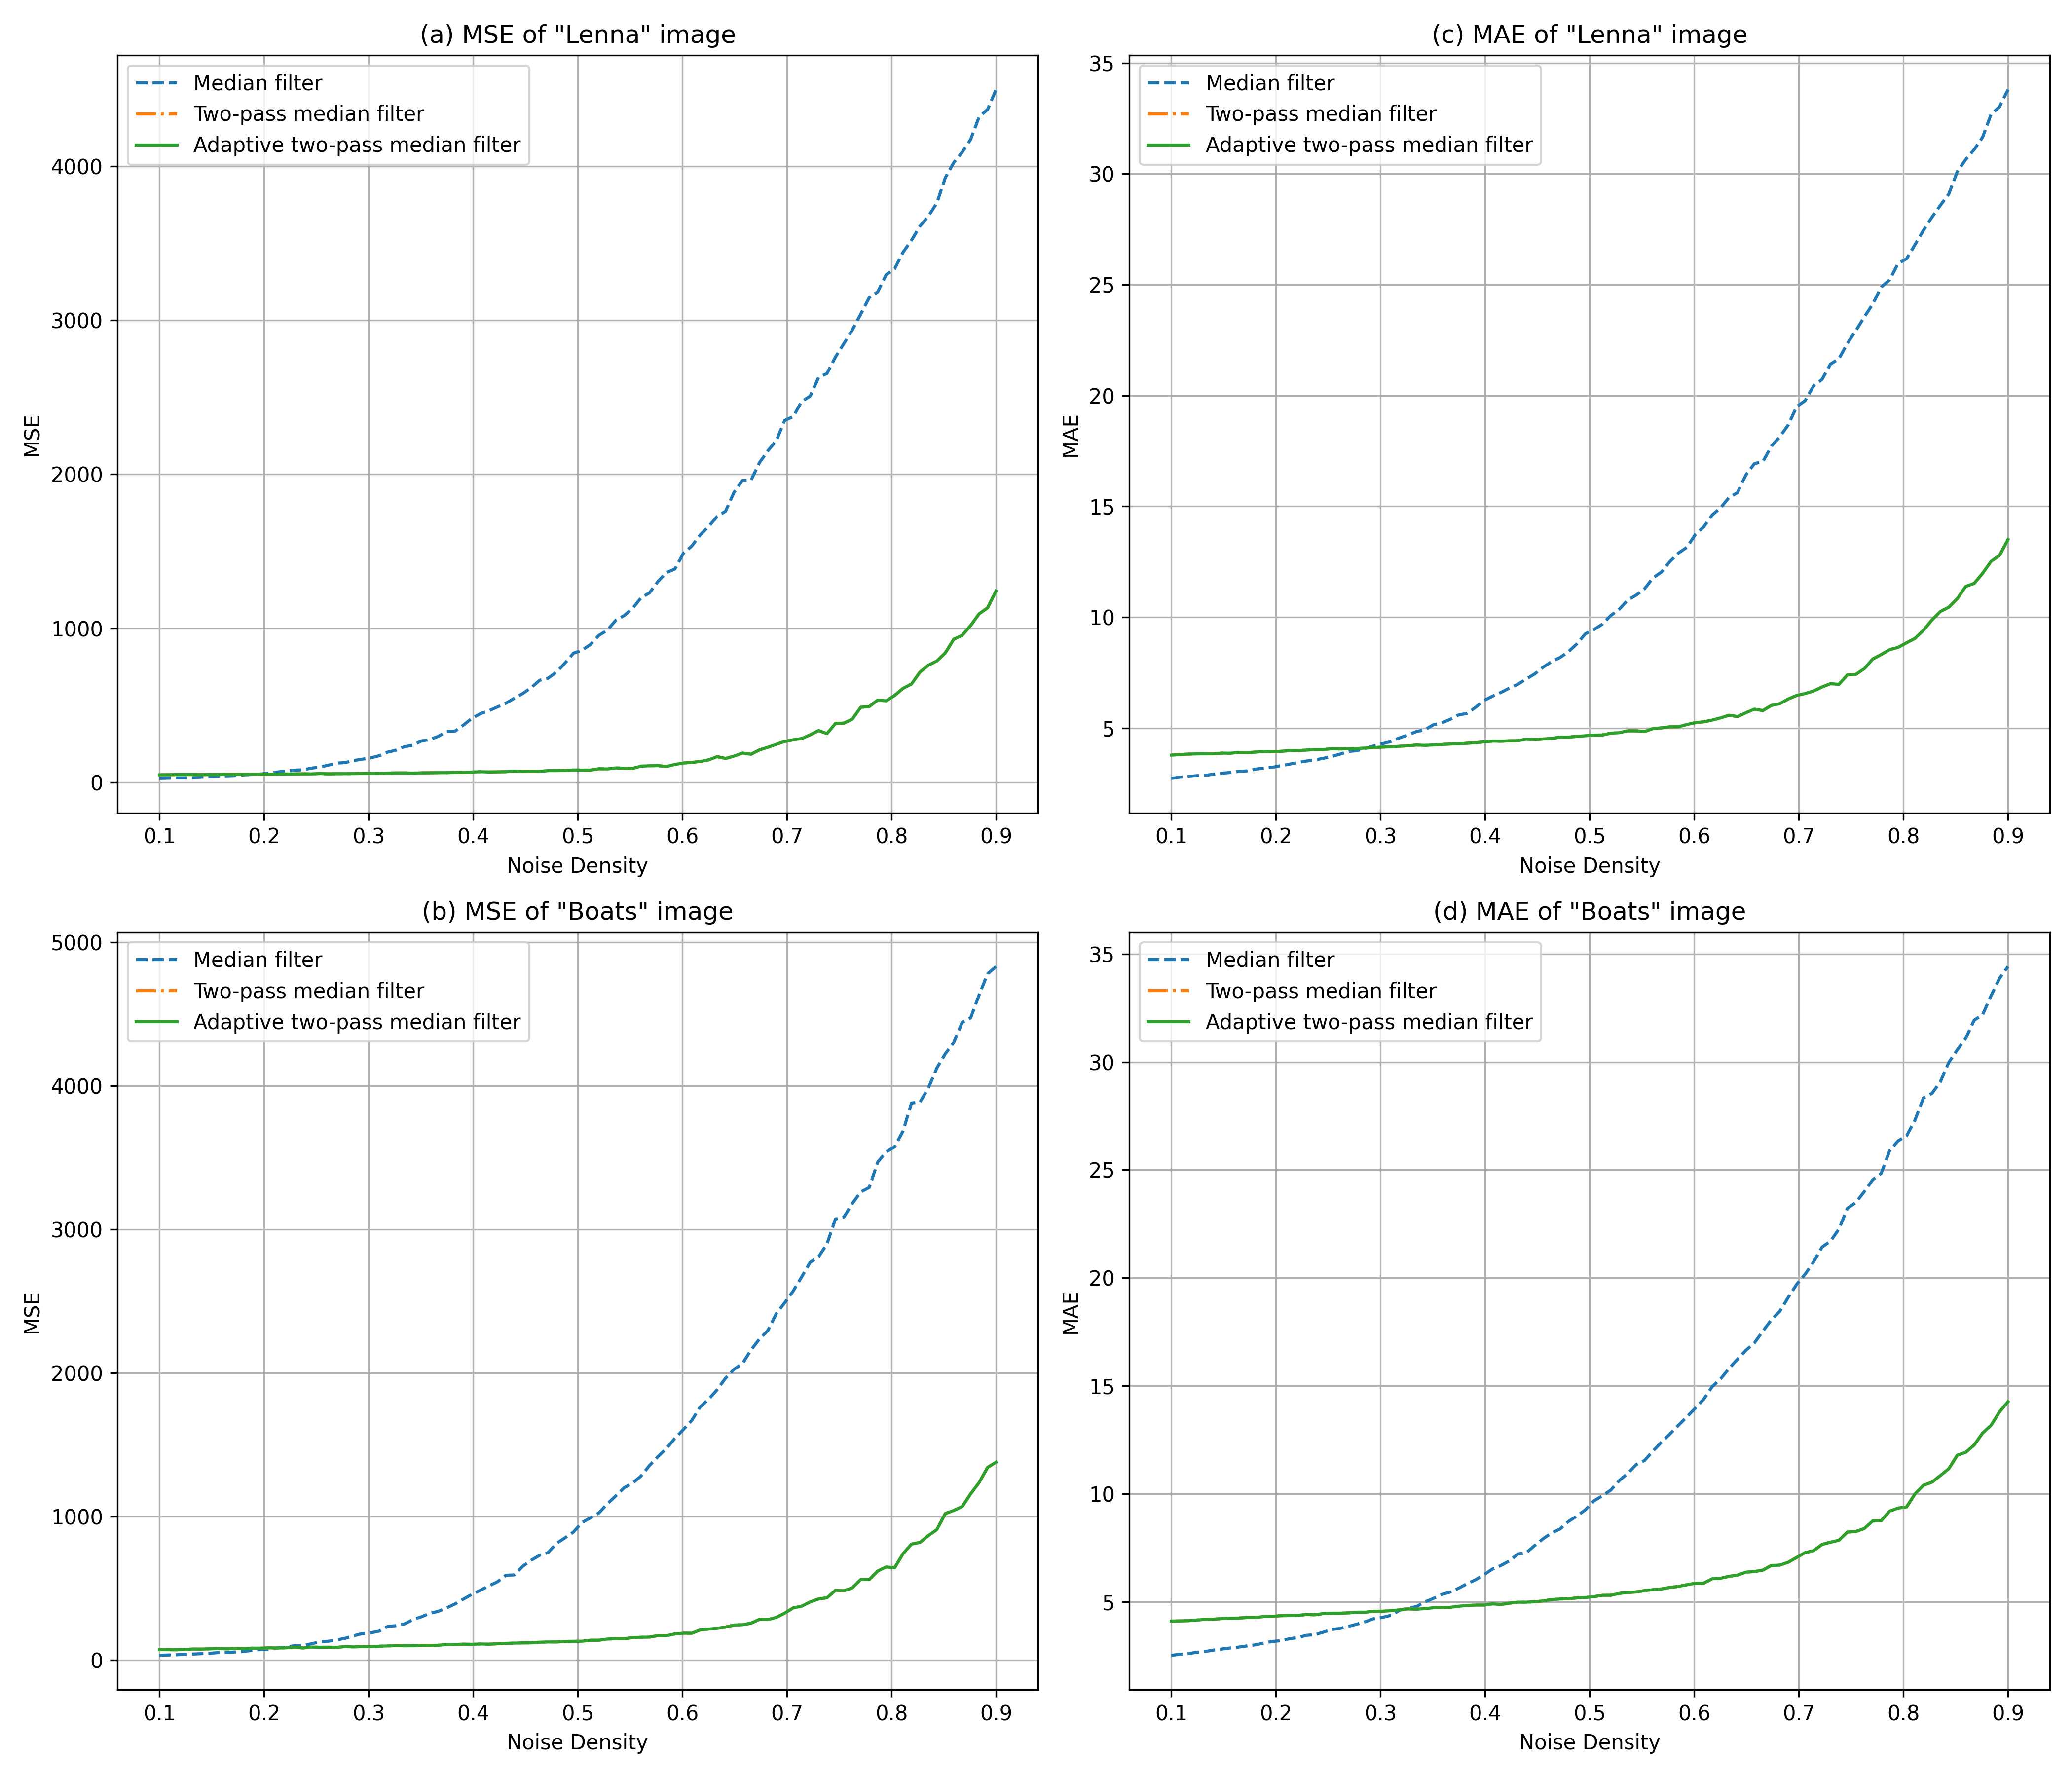 (a) MSE of "Lenna" image
Median filter
Two-pass median filter
Adaptive two-pass median filter
MSE
4000
3000
2000
1000
0
0.1 0.2 0.3 0.4 0.5 0.6 0.7 0.8 0.9
Noise Density
(c) MAE of "Lenna" image
Median filter
Two-pass median filter
Adaptive two-pass median filter
MAE
35
30
25
20
15
10
5
0.1 0.2 0.3 0.4 0.5 0.6 0.7 0.8 0.9
Noise Density
(b) MSE of "Boats" image
Median filter
Two-pass median filter
Adaptive two-pass median filter
MSE
5000
4000
3000
2000
1000
0
0.1 0.2 0.3 0.4 0.5 0.6 0.7 0.8 0.9
Noise Density
(d) MAE of "Boats" image
Median filter
Two-pass median filter
Adaptive two-pass median filter
MAE
35
30
25
20
15
10
5
0.1 0.2 0.3 0.4 0.5 0.6 0.7 0.8 0.9
Noise Density